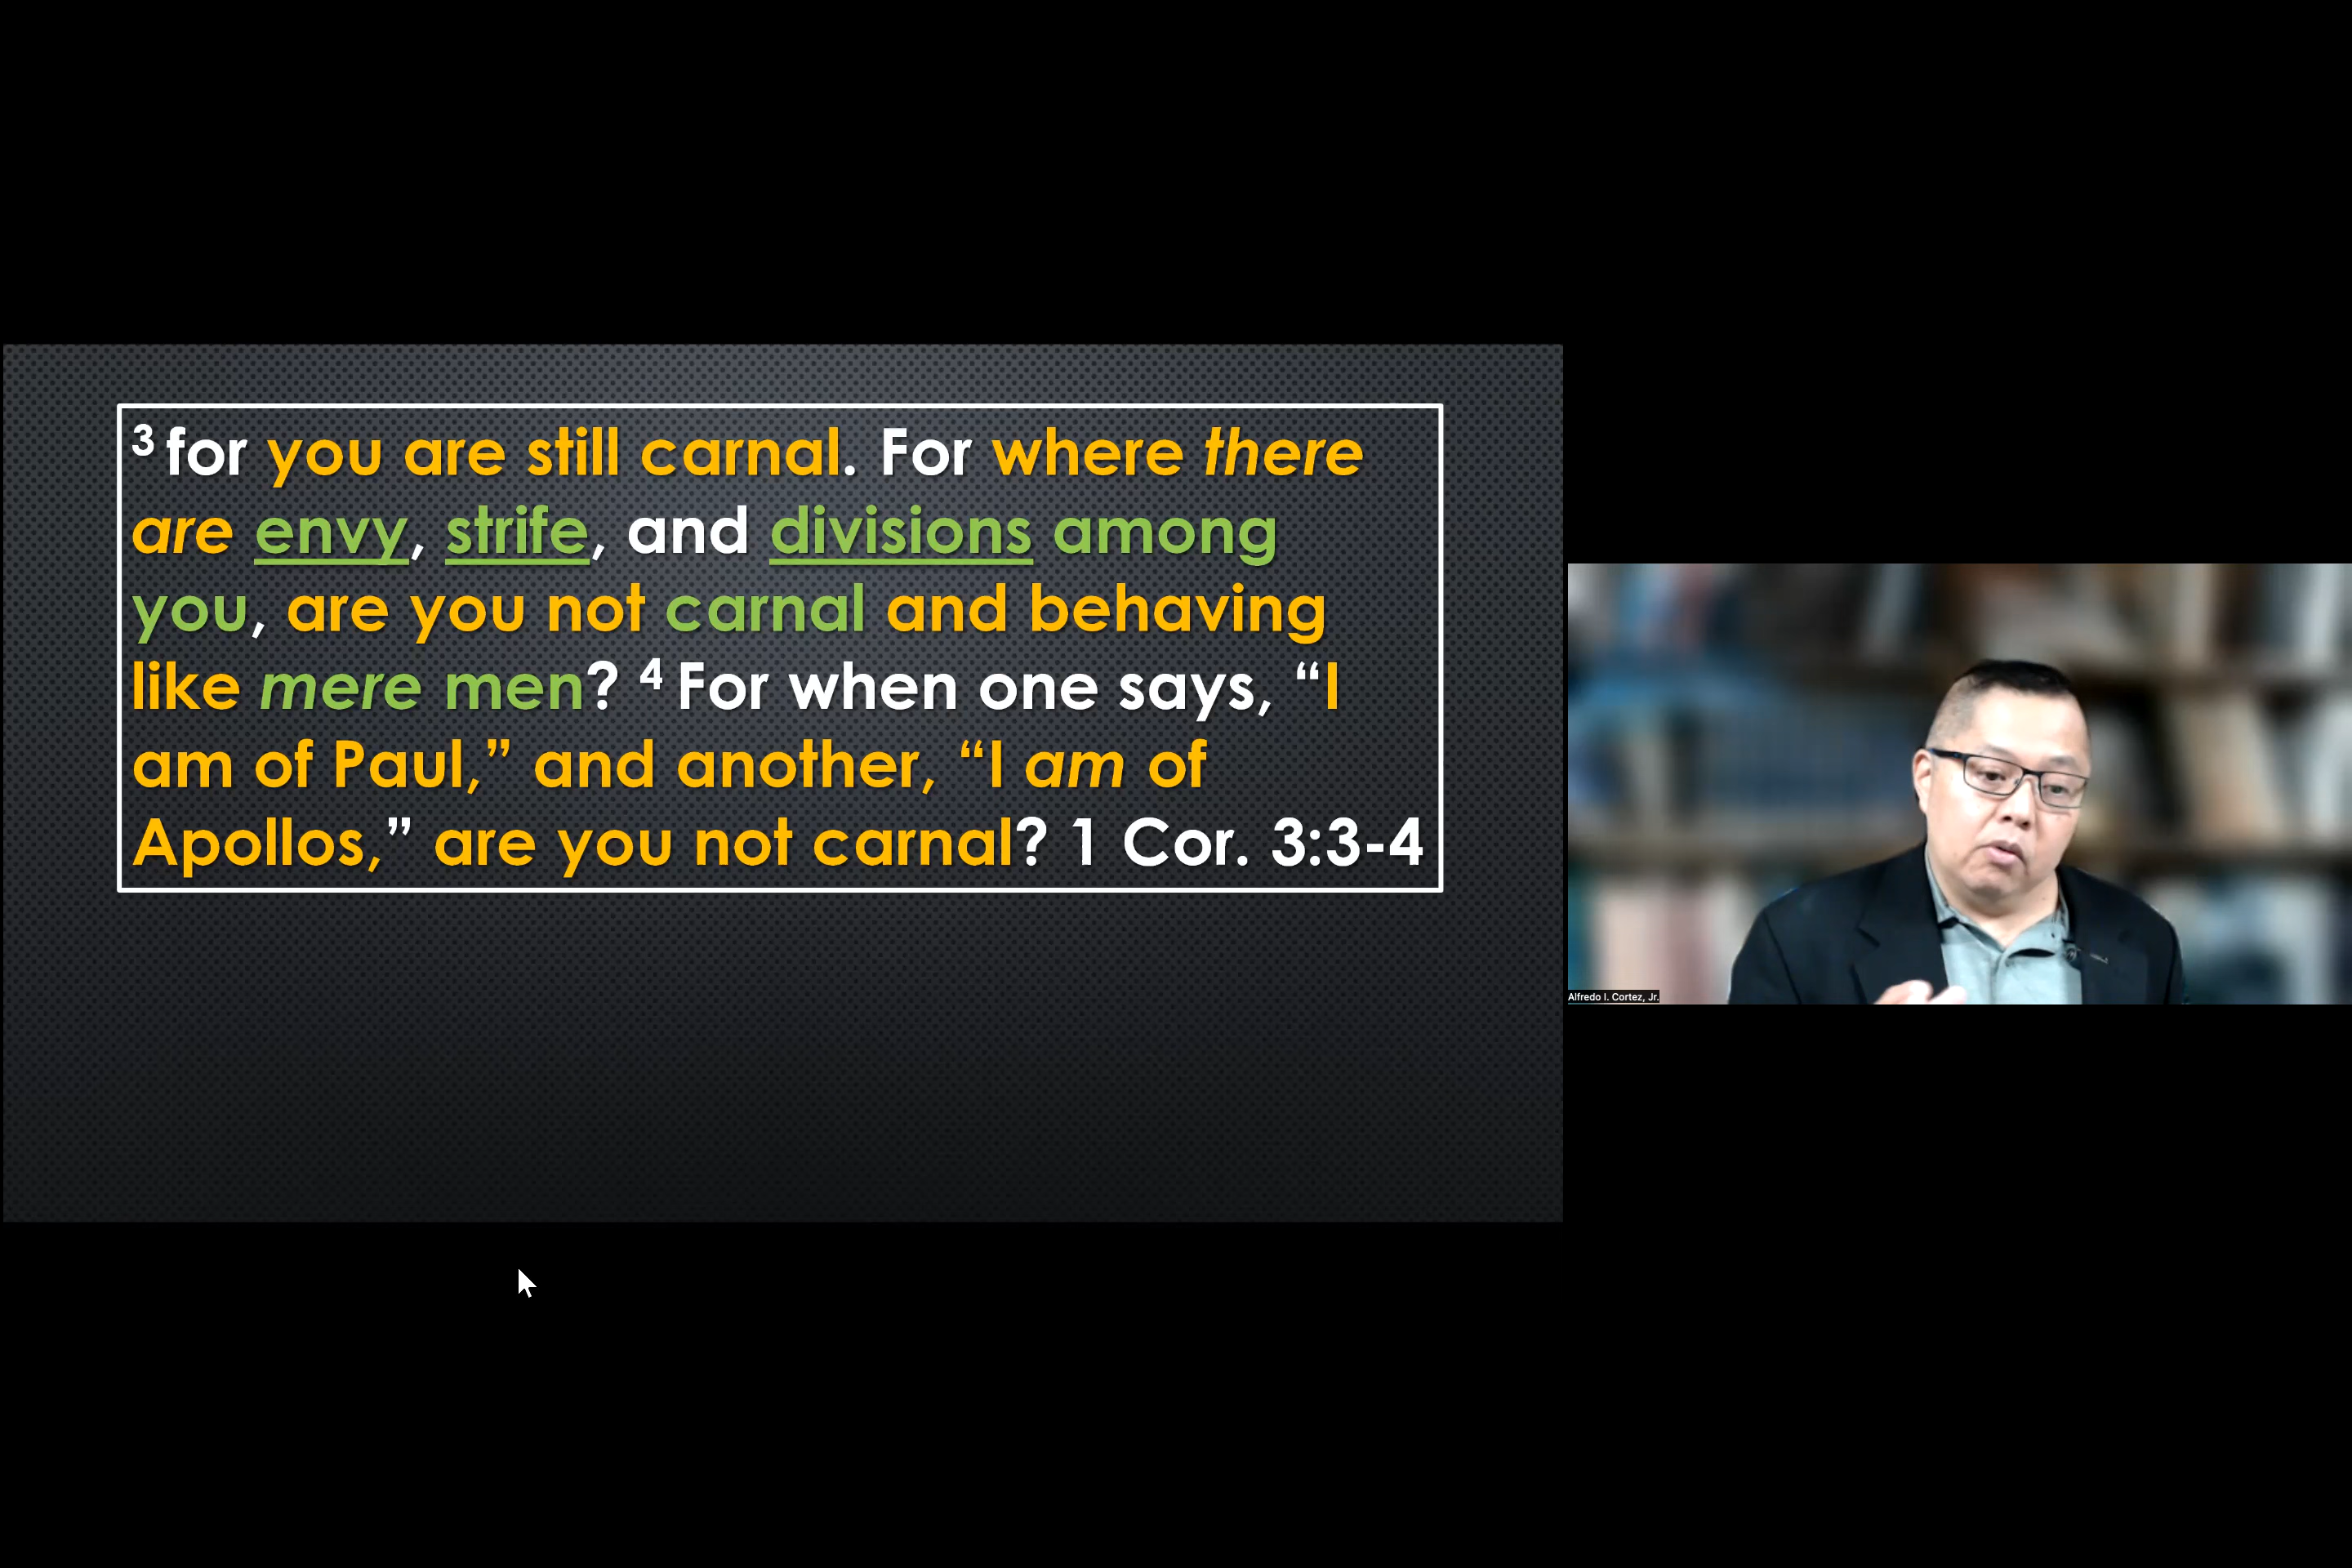 ³ for you are still carnal. For where there
are envy, strife, and divisions among
you, are you not carnal and behaving
like mere men? ⁴ For when one says, “I
am of Paul,” and another, “I am of
Apollos,” are you not carnal? 1 Cor. 3:3-4
Alfredo I. Cortez, Jr.